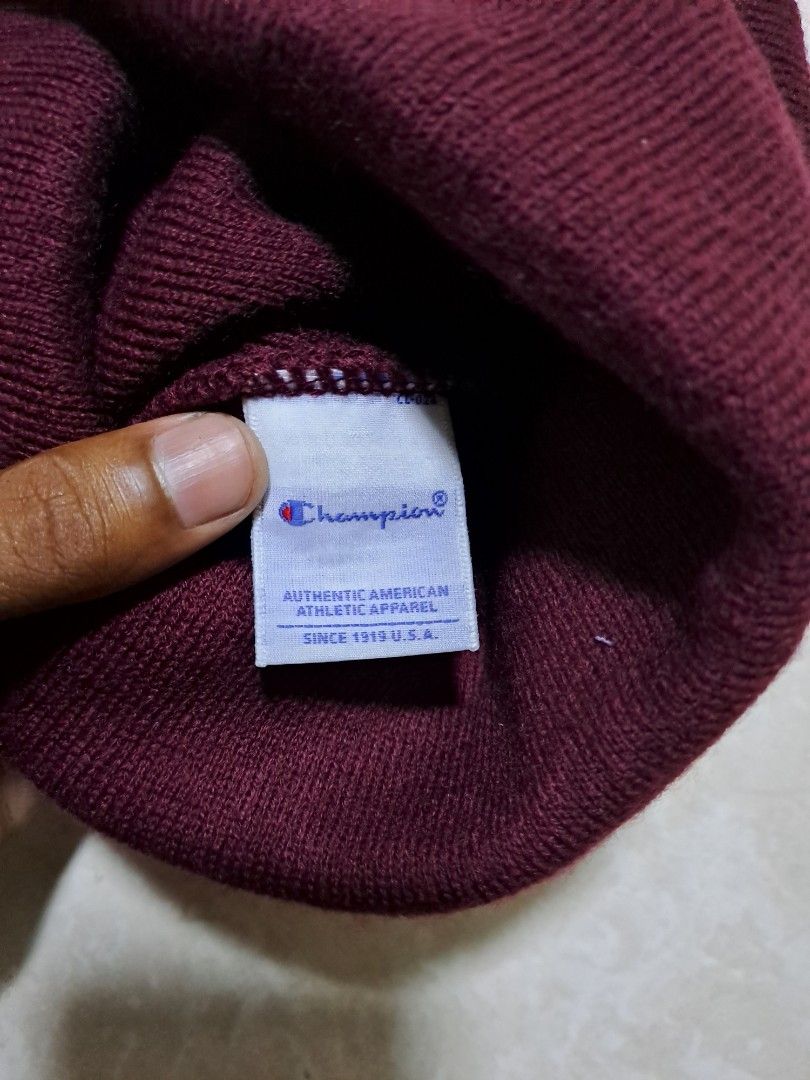 Champion®
AUTHENTIC AMERICAN
ATHLETIC APPAREL
SINCE 1919 U.S.A.